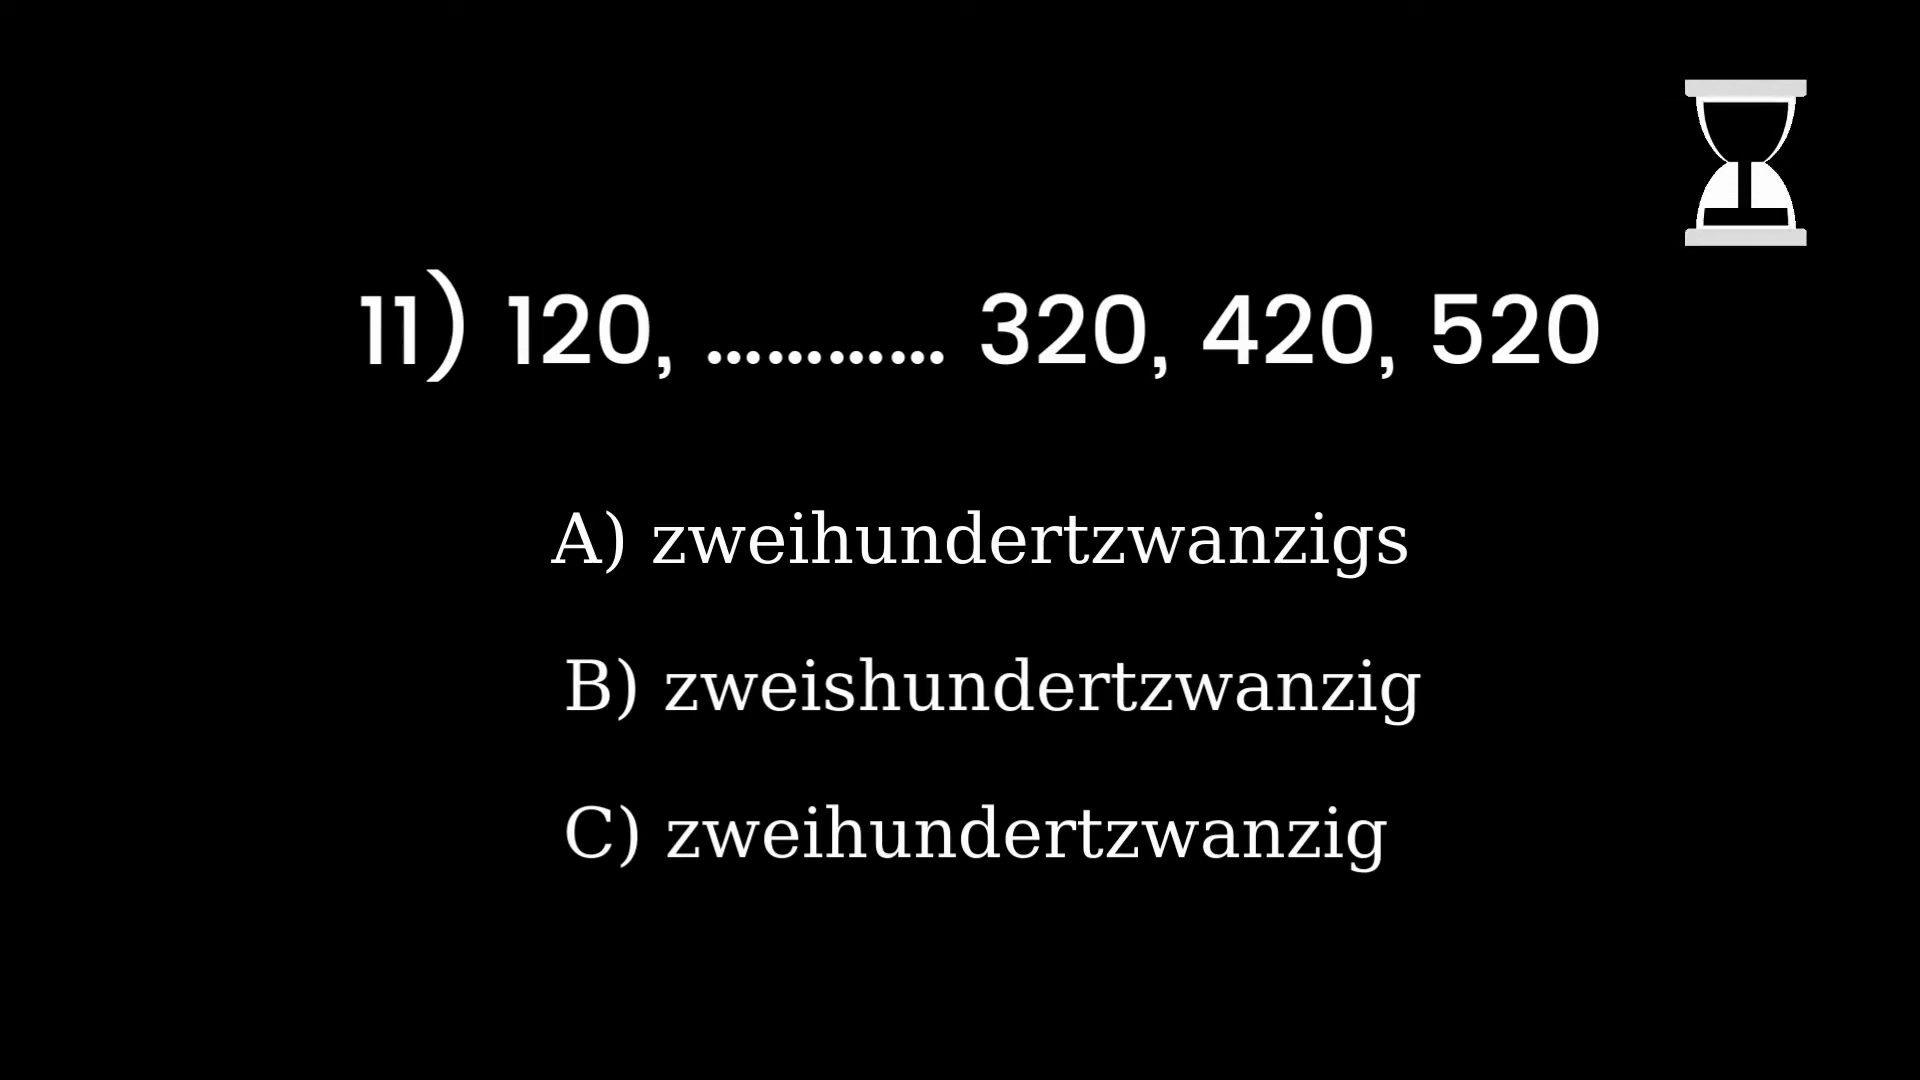 11) 120, ………… 320, 420, 520
A) zweihundertzwanzigs
B) zweishundertzwanzig
C) zweihundertzwanzig